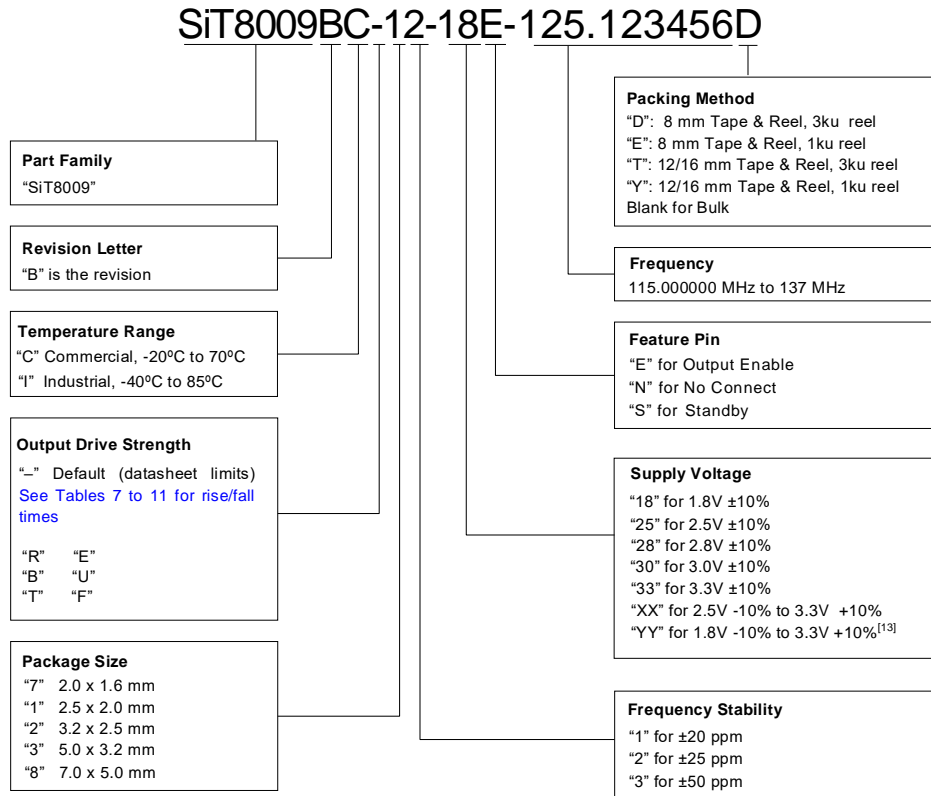 SiT8009BC-12-18E-125.123456D
Part Family
“SiT8009”
Revision Letter
“B” is the revision
Temperature Range
“C” Commercial, -20ºC to 70ºC
“I” Industrial, -40ºC to 85ºC
Output Drive Strength
“–” Default (datasheet limits)
See Tables 7 to 11 for rise/fall
times
“R” “E”
“B” “U”
“T” “F”
Package Size
“7” 2.0 x 1.6 mm
“1” 2.5 x 2.0 mm
“2” 3.2 x 2.5 mm
“3” 5.0 x 3.2 mm
“8” 7.0 x 5.0 mm
Packing Method
“D”: 8 mm Tape & Reel, 3ku reel
“E”: 8 mm Tape & Reel, 1ku reel
“T”: 12/16 mm Tape & Reel, 3ku reel
“Y”: 12/16 mm Tape & Reel, 1ku reel
Blank for Bulk
Frequency
115.000000 MHz to 137 MHz
Feature Pin
“E” for Output Enable
“N” for No Connect
“S” for Standby
Supply Voltage
“18” for 1.8V ±10%
“25” for 2.5V ±10%
“28” for 2.8V ±10%
“30” for 3.0V ±10%
“33” for 3.3V ±10%
“XX” for 2.5V -10% to 3.3V +10%
“YY” for 1.8V -10% to 3.3V +10%[13]
Frequency Stability
“1” for ±20 ppm
“2” for ±25 ppm
“3” for ±50 ppm